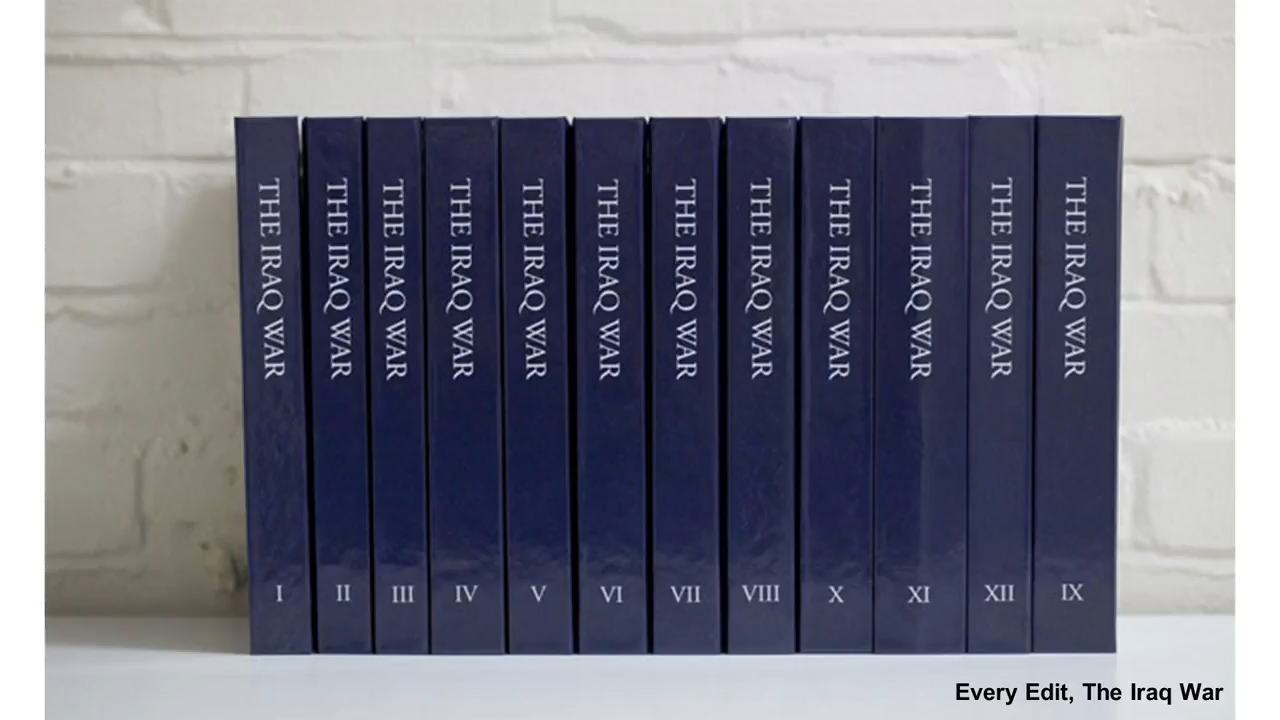 THE IRAQ WAR I
THE IRAQ WAR II
THE IRAQ WAR III
THE IRAQ WAR IV
THE IRAQ WAR V
THE IRAQ WAR VI
THE IRAQ WAR VII
THE IRAQ WAR VIII
THE IRAQ WAR X
THE IRAQ WAR XI
THE IRAQ WAR XII
THE IRAQ WAR IX
Every Edit, The Iraq War